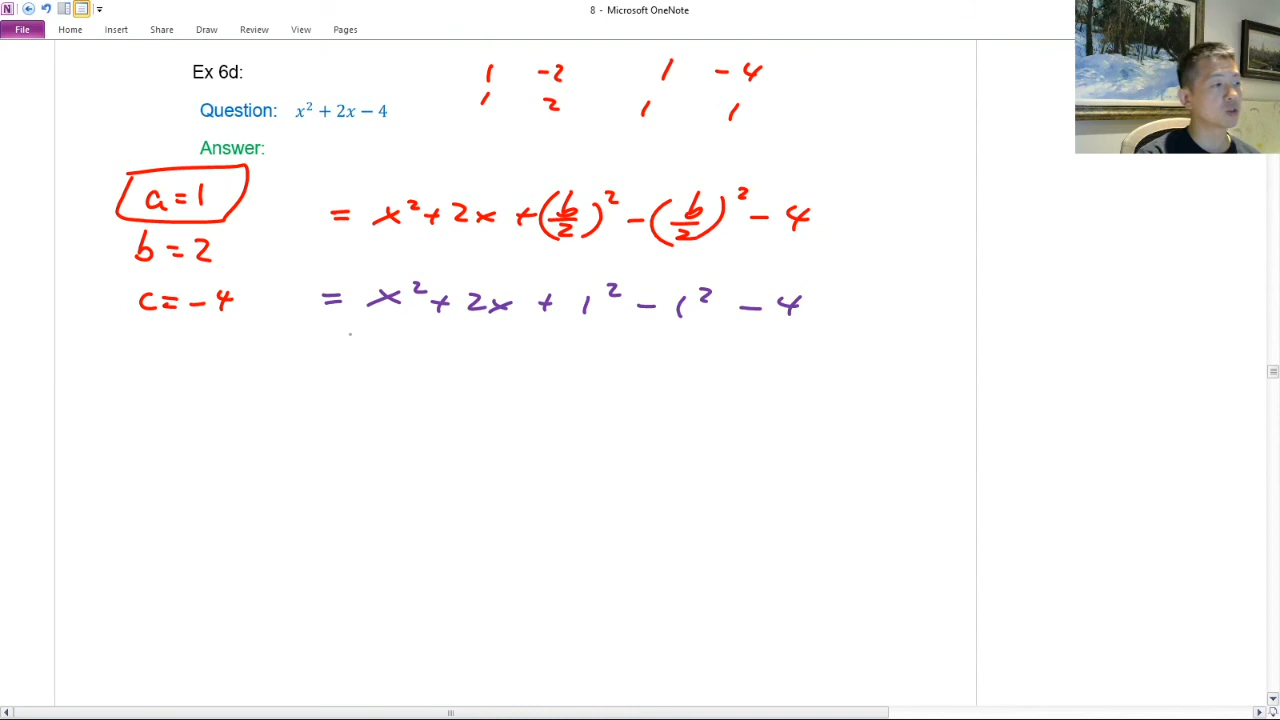 8 - Microsoft OneNote
File Home Insert Share Draw Review View Pages
Ex 6d:
1 -2 1 -4
1 2 1 1
Question: x² + 2x − 4
Answer:
a = 1
= x² + 2x + (b/2)² − (b/2)² − 4
b = 2
c = − 4
= x² + 2x + 1² − 1² − 4